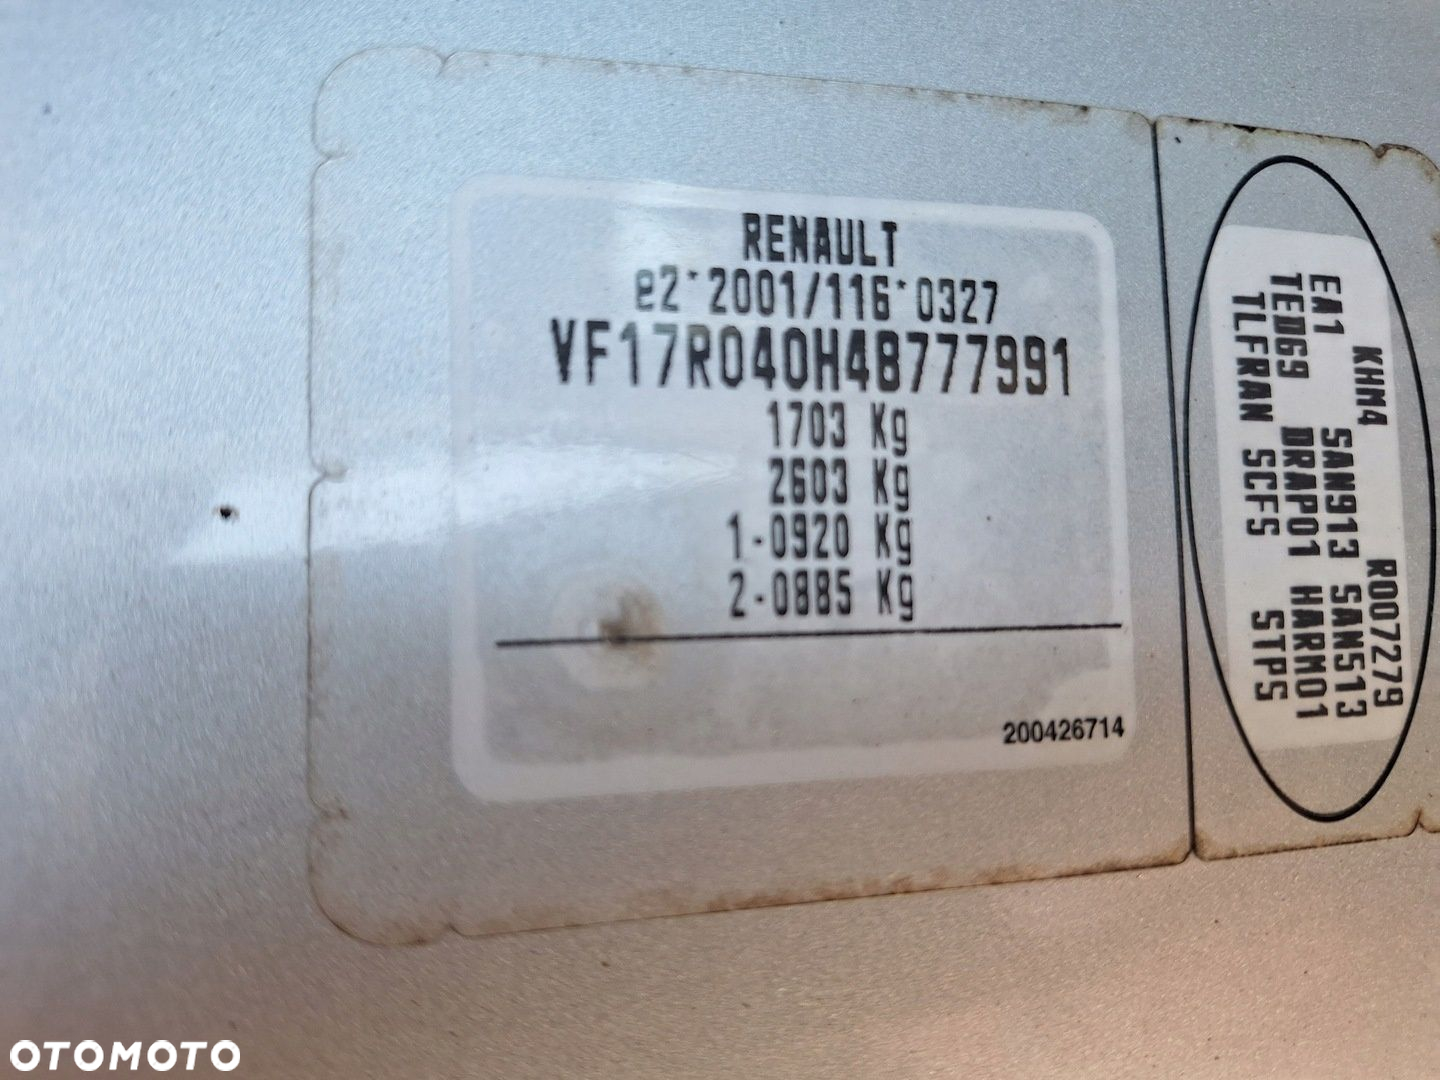 RENAULT
e2*2001/116*0327
VF17R040H48777991
1703 Kg
2603 Kg
1-0920 Kg
2-0885 Kg
200426714
KHM4 R007279
EA1 SAN913 SAN513
TED69 DRAP01 HARM01
TLFRAN SCFS STPS
OTOMOTO